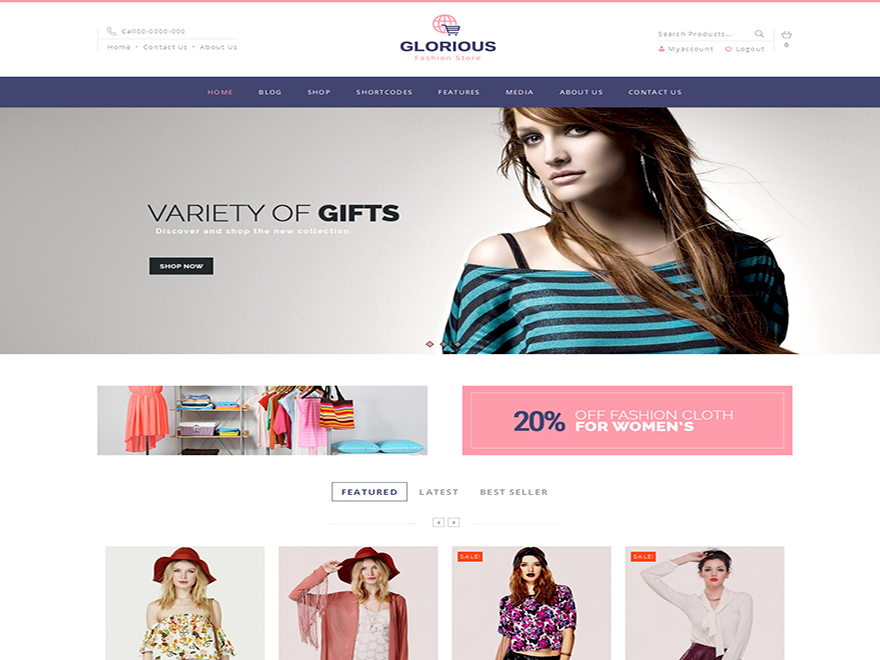 Call00-0000-000
Home - Contact Us - About Us
GLORIOUS
Fashion Store
Search Products...
Myaccount
Logout
0
HOME BLOG SHOP SHORTCODES FEATURES MEDIA ABOUT US CONTACT US
VARIETY OF GIFTS
Discover and shop the new collection
SHOP NOW
20% OFF FASHION CLOTH
FOR WOMEN'S
FEATURED LATEST BEST SELLER
SALE!
SALE!